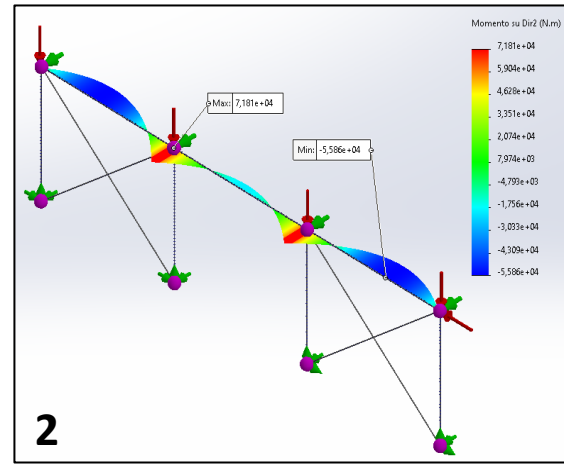 Momento su Dir2 (N.m)
7,181e+04
5,904e+04
4,628e+04
3,351e+04
2,074e+04
7,974e+03
-4,793e+03
-1,756e+04
-3,033e+04
-4,309e+04
-5,586e+04
Max: 7,181e+04
Min: -5,586e+04
2